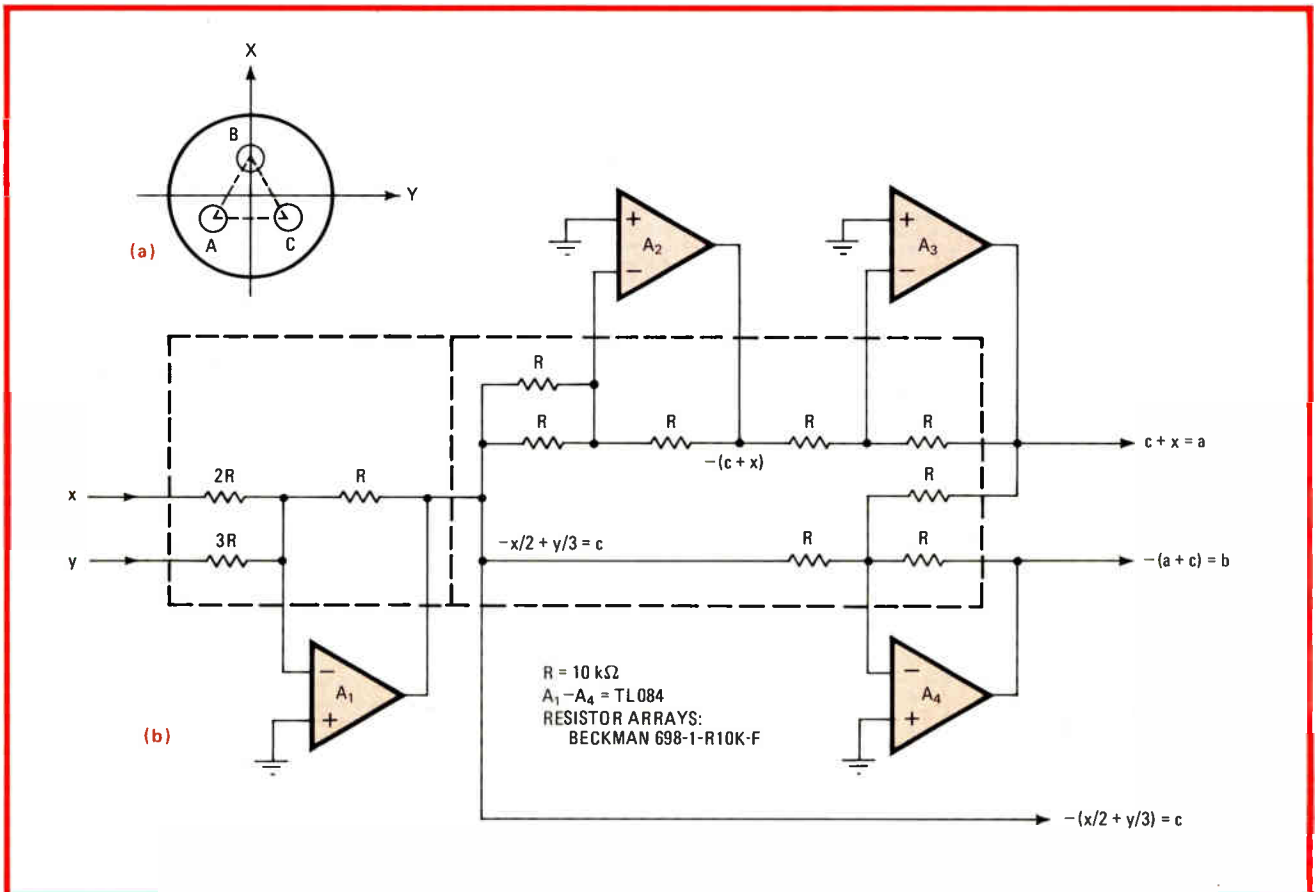 X
B
Y
A
C
(a)
+
A₂
−
+
A₃
−
R
R
R
R
R
−(c + x)
c + x = a
x
2R
R
R
y
3R
−x/2 + y/3 = c
R
R
−(a + c) = b
−
A₁
+
R = 10 kΩ
A₁−A₄ = TL084
RESISTOR ARRAYS:
BECKMAN 698-1-R10K-F
−
A₄
+
(b)
−(x/2 + y/3) = c